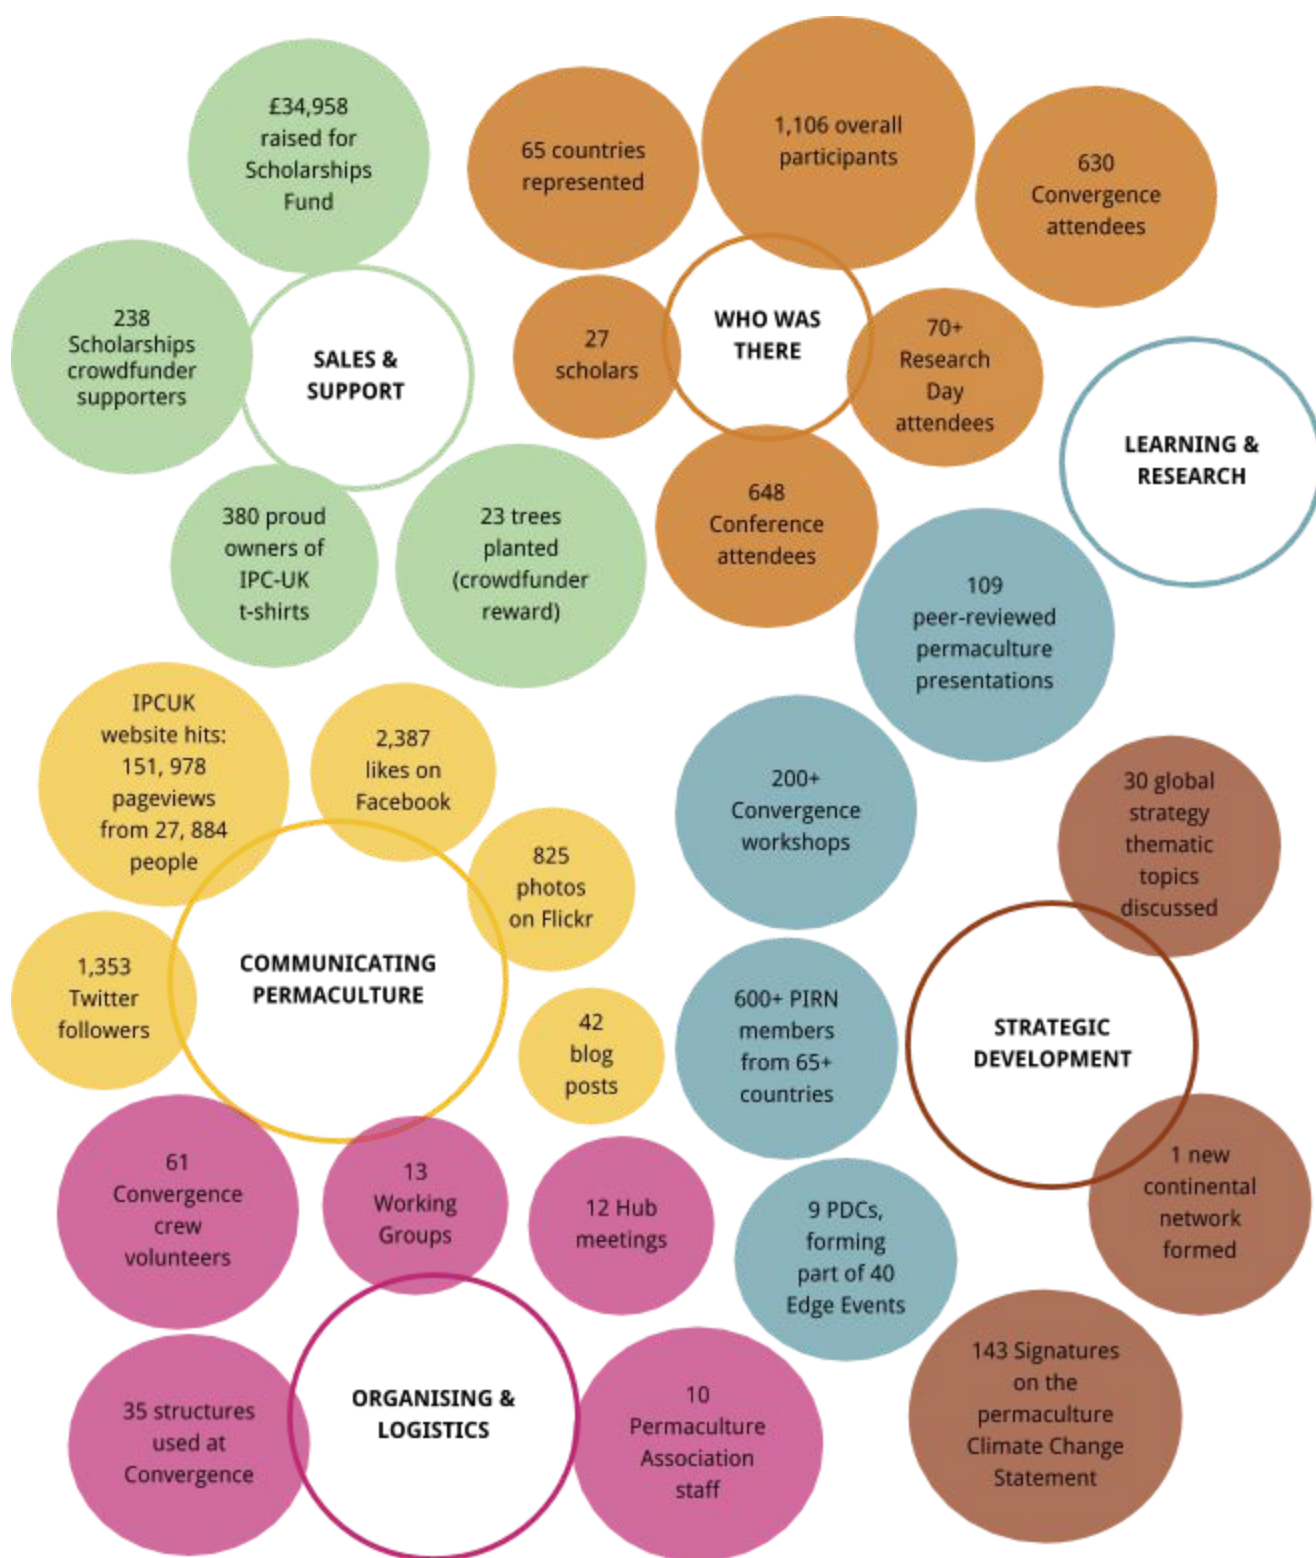 £34,958
raised for
Scholarships
Fund
238
Scholarships
crowdfunder
supporters
SALES &
SUPPORT
380 proud
owners of
IPC-UK
t-shirts
23 trees
planted
(crowdfunder
reward)
65 countries
represented
1,106 overall
participants
630
Convergence
attendees
27
scholars
WHO WAS
THERE
70+
Research
Day
attendees
648
Conference
attendees
LEARNING &
RESEARCH
109
peer-reviewed
permaculture
presentations
200+
Convergence
workshops
600+ PIRN
members
from 65+
countries
9 PDCs,
forming
part of 40
Edge Events
IPCUK
website hits:
151, 978
pageviews
from 27, 884
people
2,387
likes on
Facebook
825
photos
on Flickr
1,353
Twitter
followers
COMMUNICATING
PERMACULTURE
42
blog
posts
30 global
strategy
thematic
topics
discussed
STRATEGIC
DEVELOPMENT
1 new
continental
network
formed
143 Signatures
on the
permaculture
Climate Change
Statement
61
Convergence
crew
volunteers
13
Working
Groups
12 Hub
meetings
35 structures
used at
Convergence
ORGANISING &
LOGISTICS
10
Permaculture
Association
staff